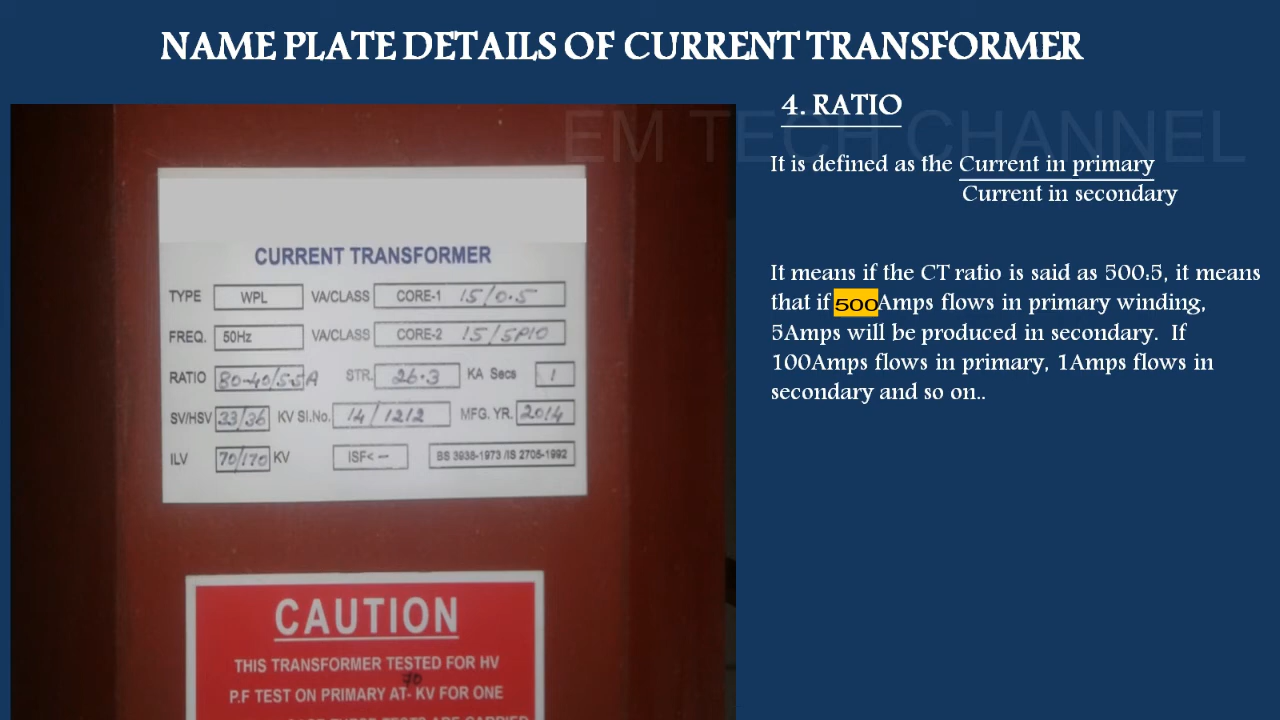 NAME PLATE DETAILS OF CURRENT TRANSFORMER
EM TECH CHANNEL
4. RATIO
It is defined as the Current in primary
Current in secondary
It means if the CT ratio is said as 500:5, it means
that if 500Amps flows in primary winding,
5Amps will be produced in secondary. If
100Amps flows in primary, 1Amps flows in
secondary and so on..
CURRENT TRANSFORMER
TYPE WPL VA/CLASS CORE-1 15/0.5
FREQ. 50Hz VA/CLASS CORE-2 15/5P10
RATIO 80-40/5-5A STR. 26.3 KA Secs 1
SV/HSV 33/36 KV Sl.No. 14/1212 MFG. YR. 2014
ILV 70/170 KV ISF< -- BS 3938-1973 /IS 2705-1992
CAUTION
THIS TRANSFORMER TESTED FOR HV
70
P.F TEST ON PRIMARY AT- KV FOR ONE
THESE TESTS ARE CARRIED